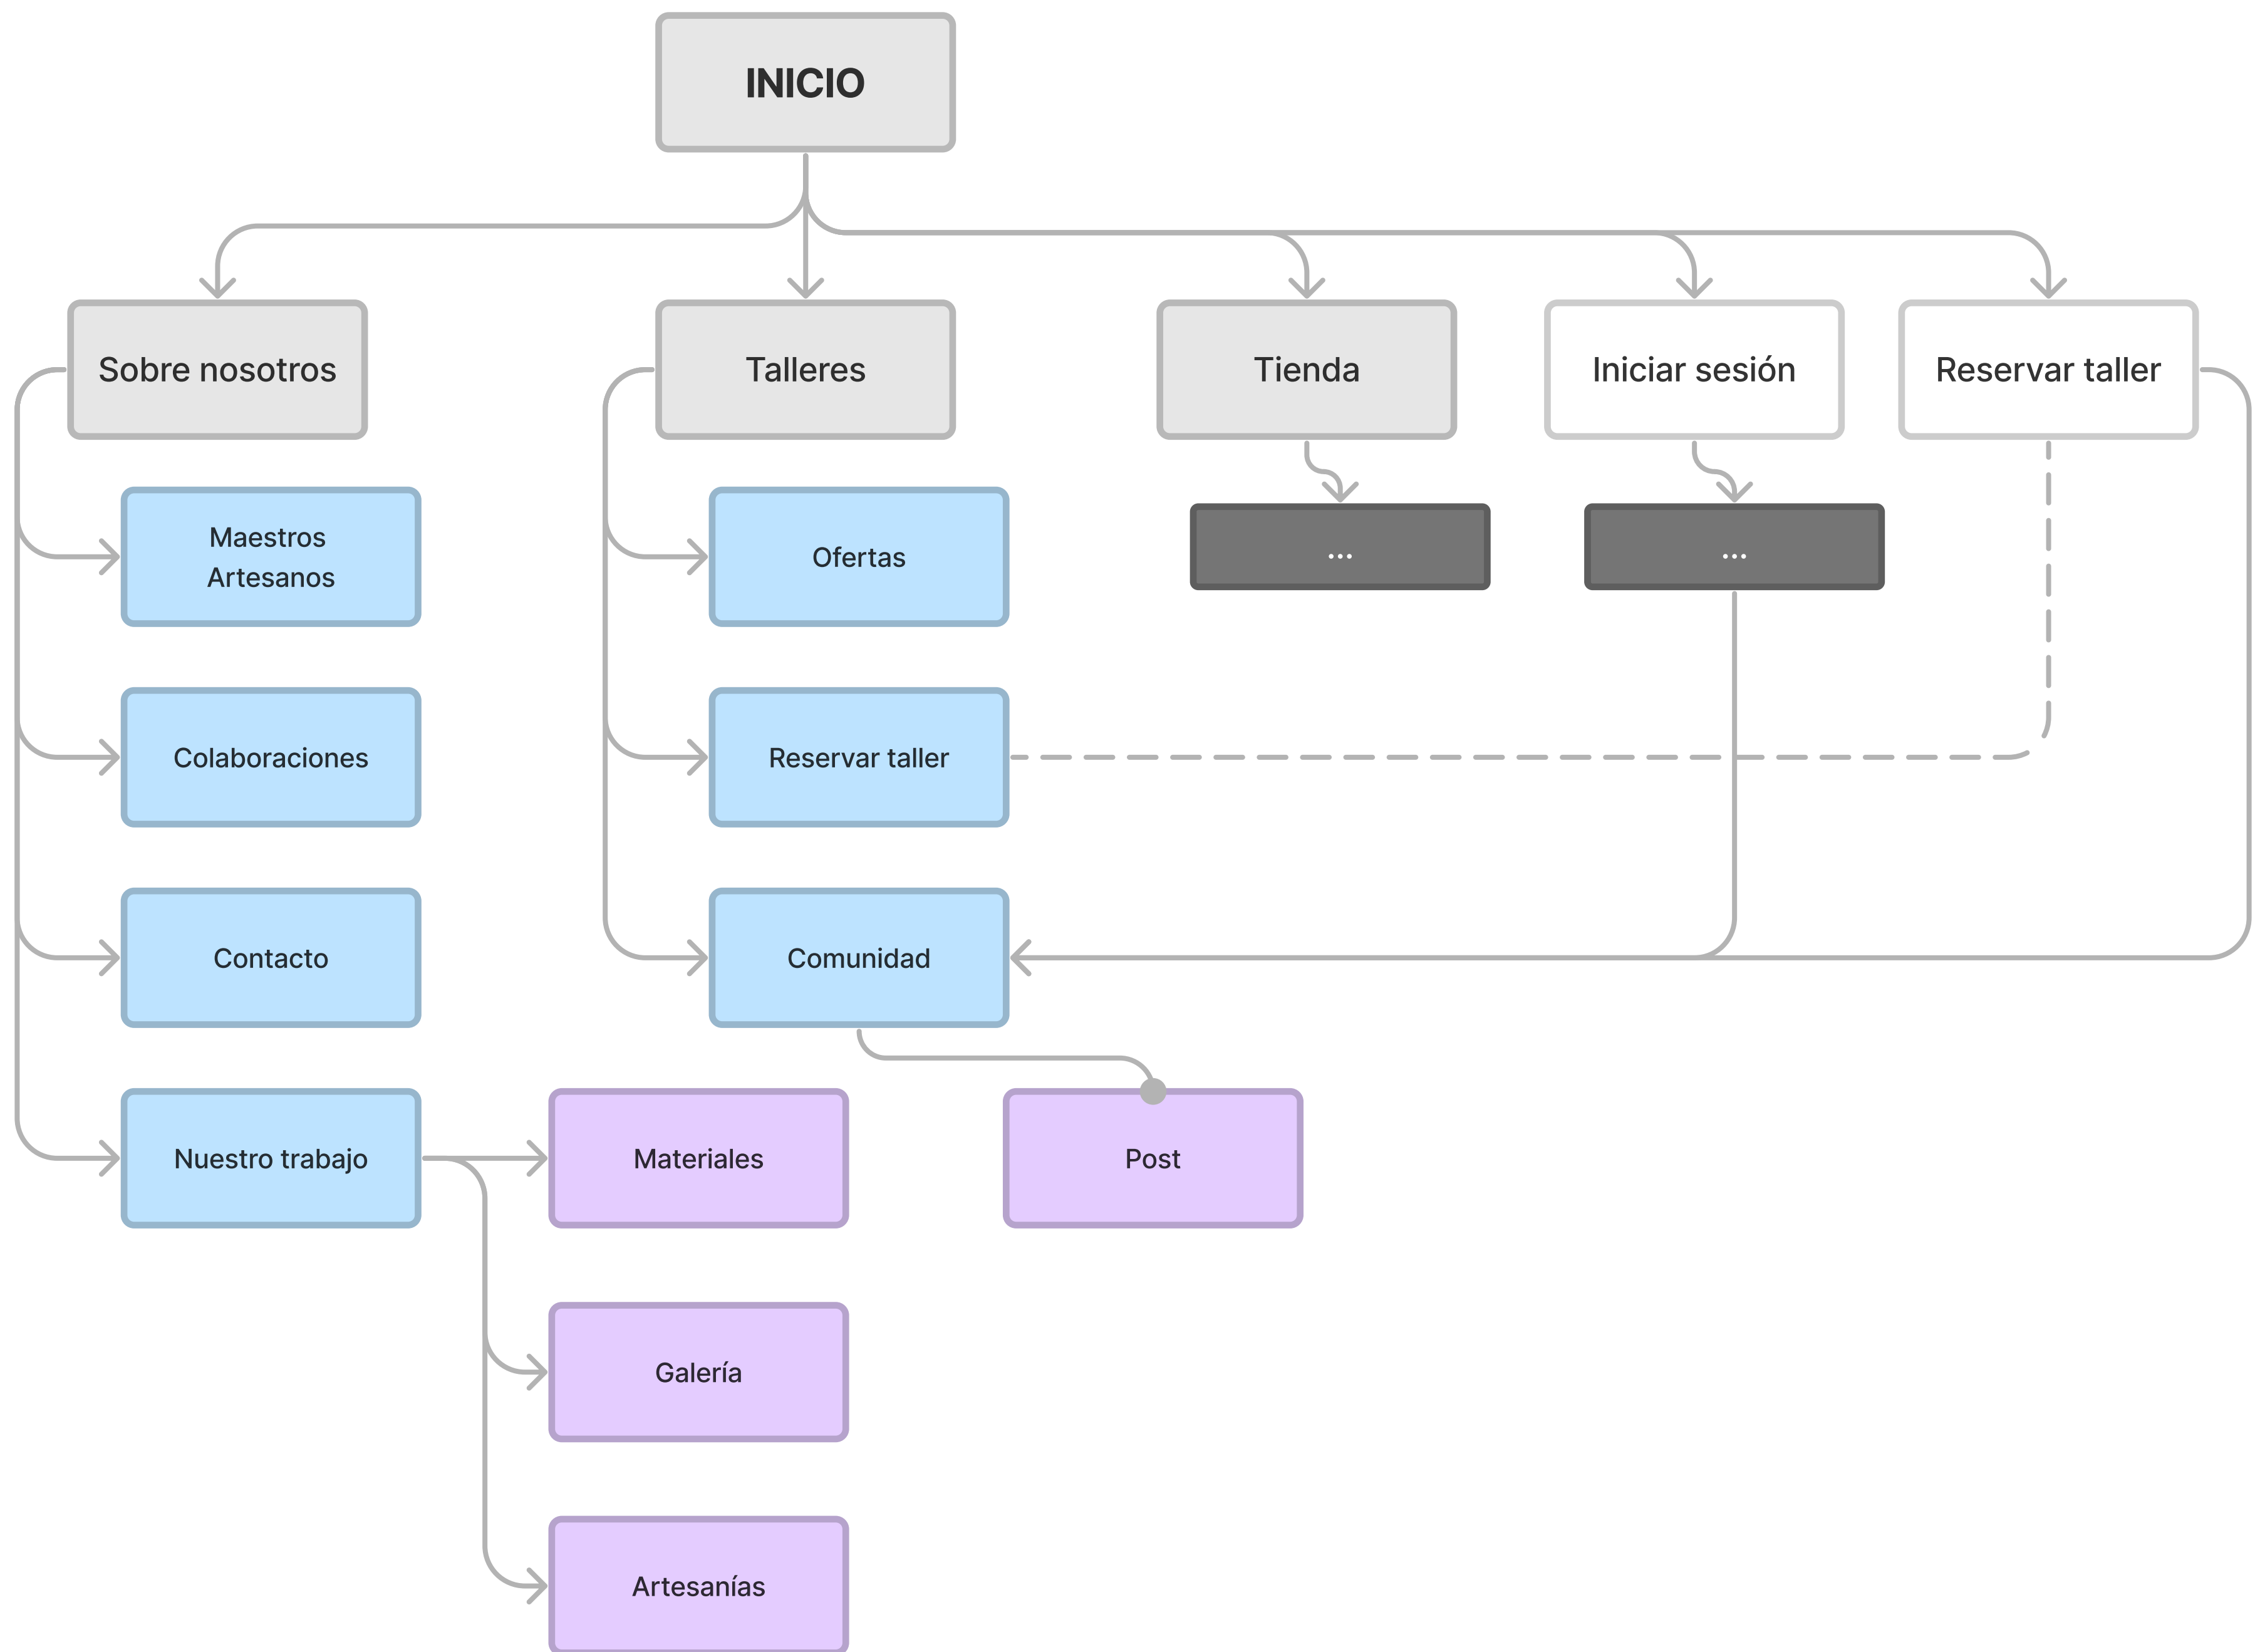 INICIO
Sobre nosotros
Talleres
Tienda
Iniciar sesión
Reservar taller
Maestros
Artesanos
Ofertas
...
...
Colaboraciones
Reservar taller
Contacto
Comunidad
Nuestro trabajo
Materiales
Post
Galería
Artesanías